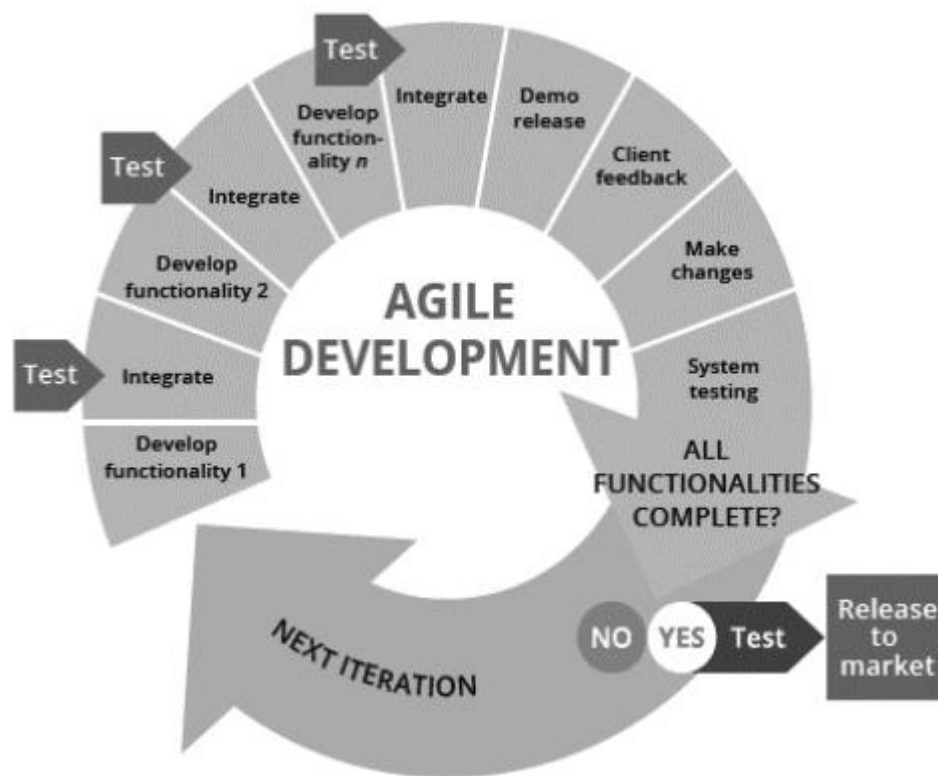 Test
Develop
function-
ality n
Integrate
Demo
release
Client
feedback
Make
changes
System
testing
Test
Integrate
Develop
functionality 2
Test
Integrate
Develop
functionality 1
AGILE
DEVELOPMENT
ALL
FUNCTIONALITIES
COMPLETE?
NO
YES
Test
Release
to
market
NEXT ITERATION